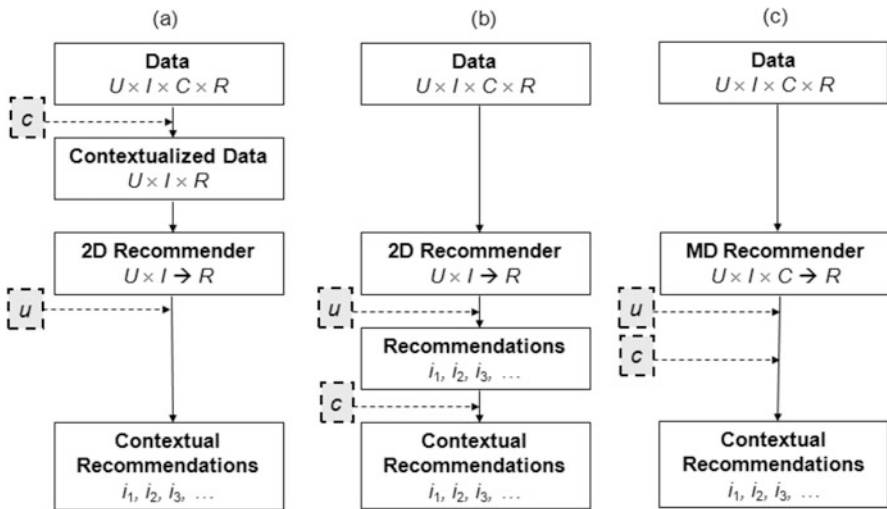 (a)
Data
U × I × C × R
c
Contextualized Data
U × I × R
2D Recommender
U × I → R
u
Contextual
Recommendations
i₁, i₂, i₃, …
(b)
Data
U × I × C × R
2D Recommender
U × I → R
u
Recommendations
i₁, i₂, i₃, …
c
Contextual
Recommendations
i₁, i₂, i₃, …
(c)
Data
U × I × C × R
MD Recommender
U × I × C → R
u
c
Contextual
Recommendations
i₁, i₂, i₃, …